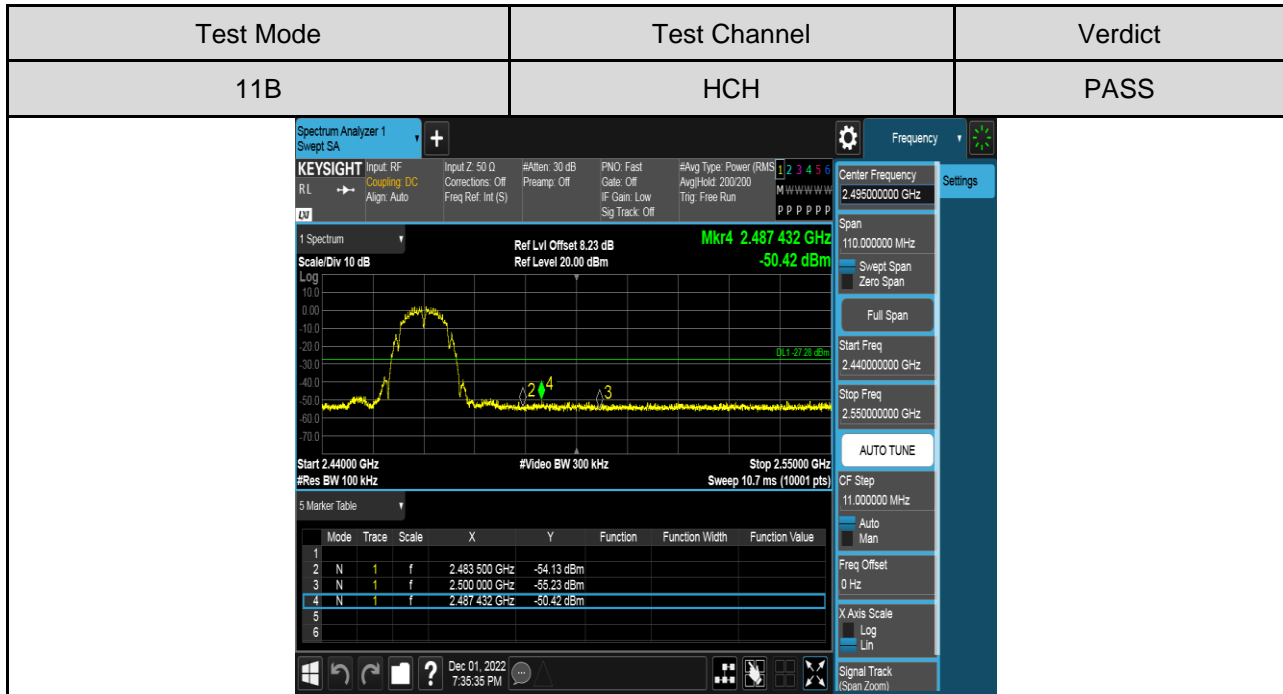 Test Mode Test Channel Verdict
11B HCH PASS
Spectrum Analyzer 1
Swept SA
+
Frequency
KEYSIGHT
RL
LXI
Input: RF
Coupling: DC
Align: Auto
Input Z: 50 Ω
Corrections: Off
Freq Ref: Int (S)
#Atten: 30 dB
Preamp: Off
PNO: Fast
Gate: Off
IF Gain: Low
Sig Track: Off
#Avg Type: Power (RMS
Avg|Hold: 200/200
Trig: Free Run
1 2 3 4 5 6
M W W W W W
P P P P P P
1 Spectrum
Scale/Div 10 dB
Ref Lvl Offset 8.23 dB
Ref Level 20.00 dBm
Mkr4 2.487 432 GHz
-50.42 dBm
Log
10.0
0.00
-10.0
-20.0
-30.0
-40.0
-50.0
-60.0
-70.0
DL1 -27.28 dBm
2 4 3
Start 2.44000 GHz #Video BW 300 kHz Stop 2.55000 GHz
#Res BW 100 kHz Sweep 10.7 ms (10001 pts)
5 Marker Table
Mode Trace Scale X Y Function Function Width Function Value
1
2 N 1 f 2.483 500 GHz -54.13 dBm
3 N 1 f 2.500 000 GHz -55.23 dBm
4 N 1 f 2.487 432 GHz -50.42 dBm
5
6
?
Dec 01, 2022
7:35:35 PM
Center Frequency
2.495000000 GHz
Settings
Span
110.000000 MHz
Swept Span
Zero Span
Full Span
Start Freq
2.440000000 GHz
Stop Freq
2.550000000 GHz
AUTO TUNE
CF Step
11.000000 MHz
Auto
Man
Freq Offset
0 Hz
X Axis Scale
Log
Lin
Signal Track
(Span Zoom)